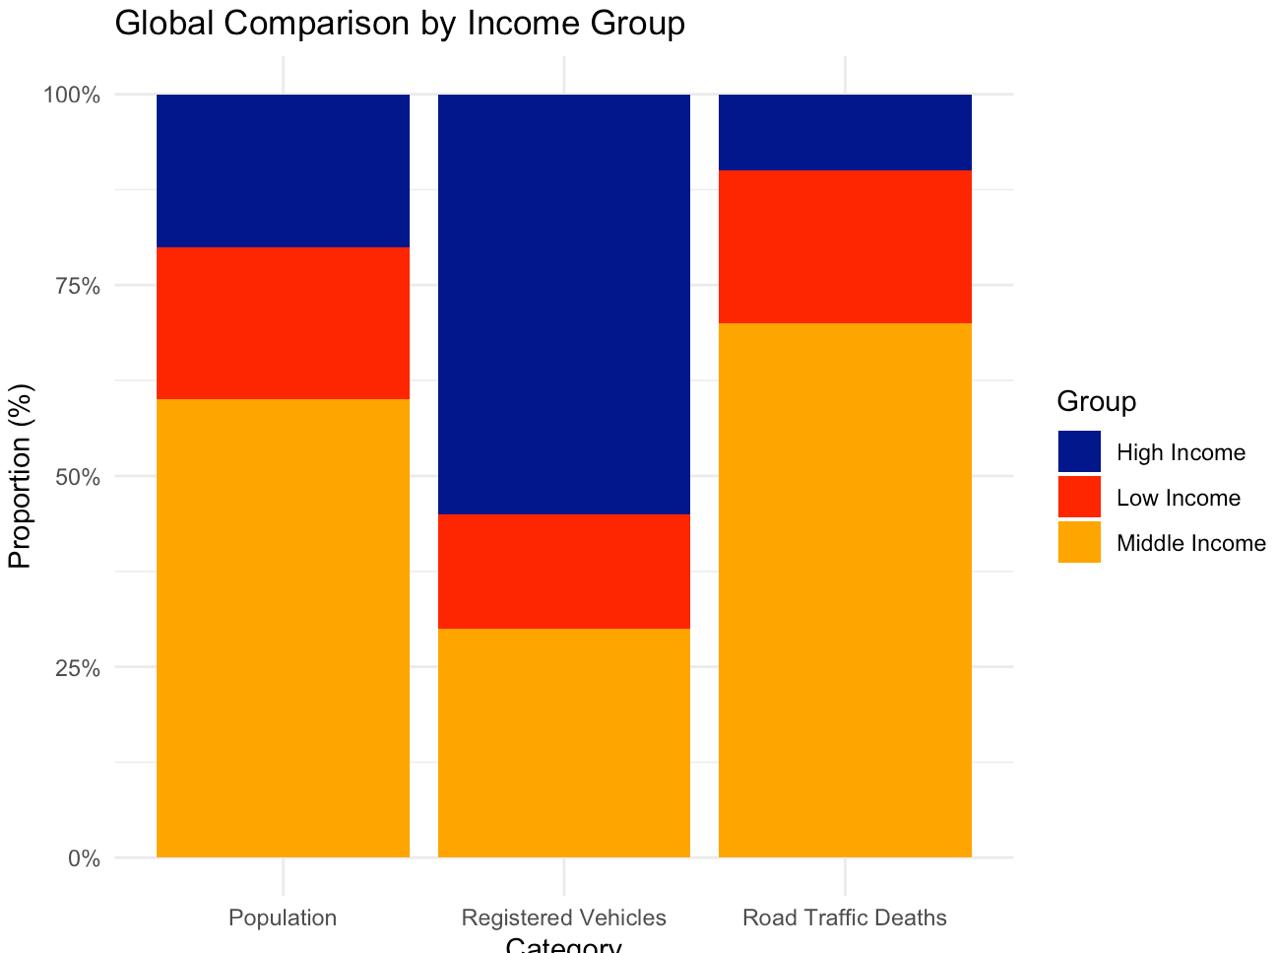 Global Comparison by Income Group
Proportion (%)
100%
75%
50%
25%
0%
Population
Registered Vehicles
Road Traffic Deaths
Category
Group
High Income
Low Income
Middle Income